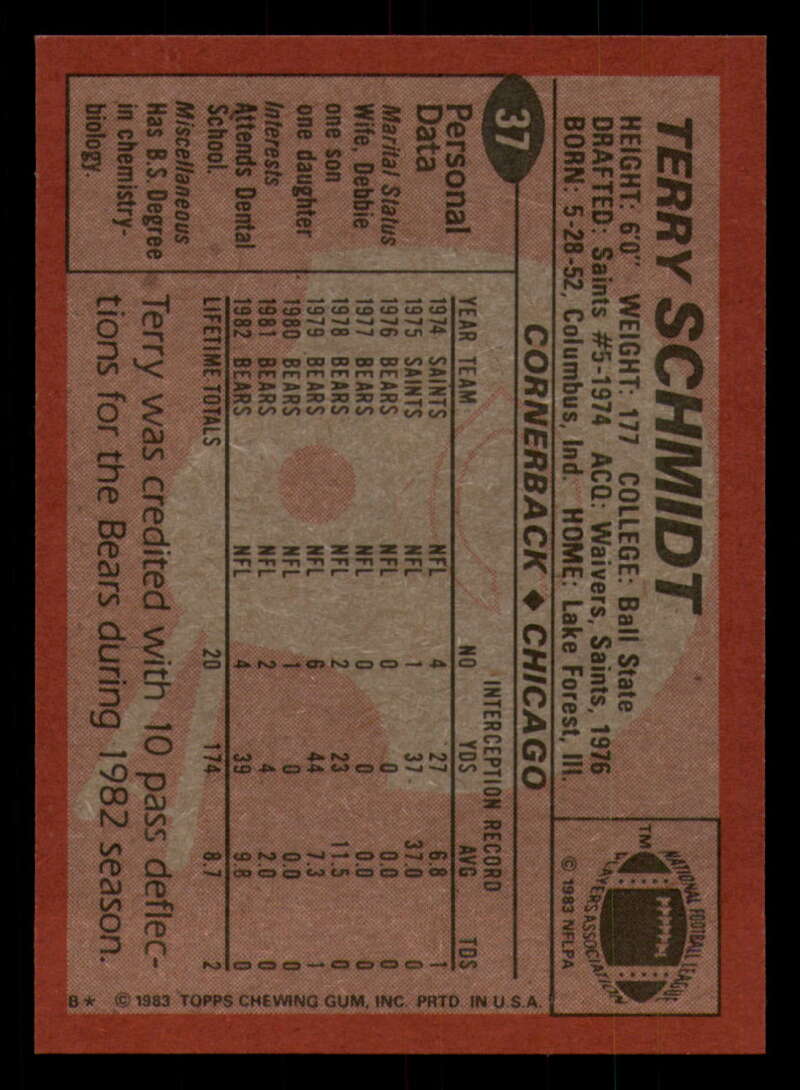 37
TERRY SCHMIDT
HEIGHT: 6'0" WEIGHT: 177 COLLEGE: Ball State
DRAFTED: Saints #5-1974 ACQ: Waivers, Saints, 1976
BORN: 5-28-52, Columbus, Ind. HOME: Lake Forest, Ill.
CORNERBACK ♦ CHICAGO
NATIONAL FOOTBALL LEAGUE
PLAYERS ASSOCIATION
TM
© 1983 NFLPA
Personal
Data
Marital Status
Wife, Debbie
one son
one daughter
Interests
Attends Dental
School.
Miscellaneous
Has B.S. Degree
in chemistry-
biology.
INTERCEPTION RECORD
YEAR TEAM NO YDS AVG TDS
1974 SAINTS NFL 4 27 6.8 1
1975 SAINTS NFL 1 37 37.0 0
1976 BEARS NFL 0 0 0.0 0
1977 BEARS NFL 0 0 0.0 0
1978 BEARS NFL 2 23 11.5 0
1979 BEARS NFL 6 44 7.3 1
1980 BEARS NFL 1 0 0.0 0
1981 BEARS NFL 2 4 2.0 0
1982 BEARS NFL 4 39 9.8 0
LIFETIME TOTALS 20 174 8.7 2
Terry was credited with 10 pass deflec-
tions for the Bears during 1982 season.
B* © 1983 TOPPS CHEWING GUM, INC. PRTD. IN U.S.A.